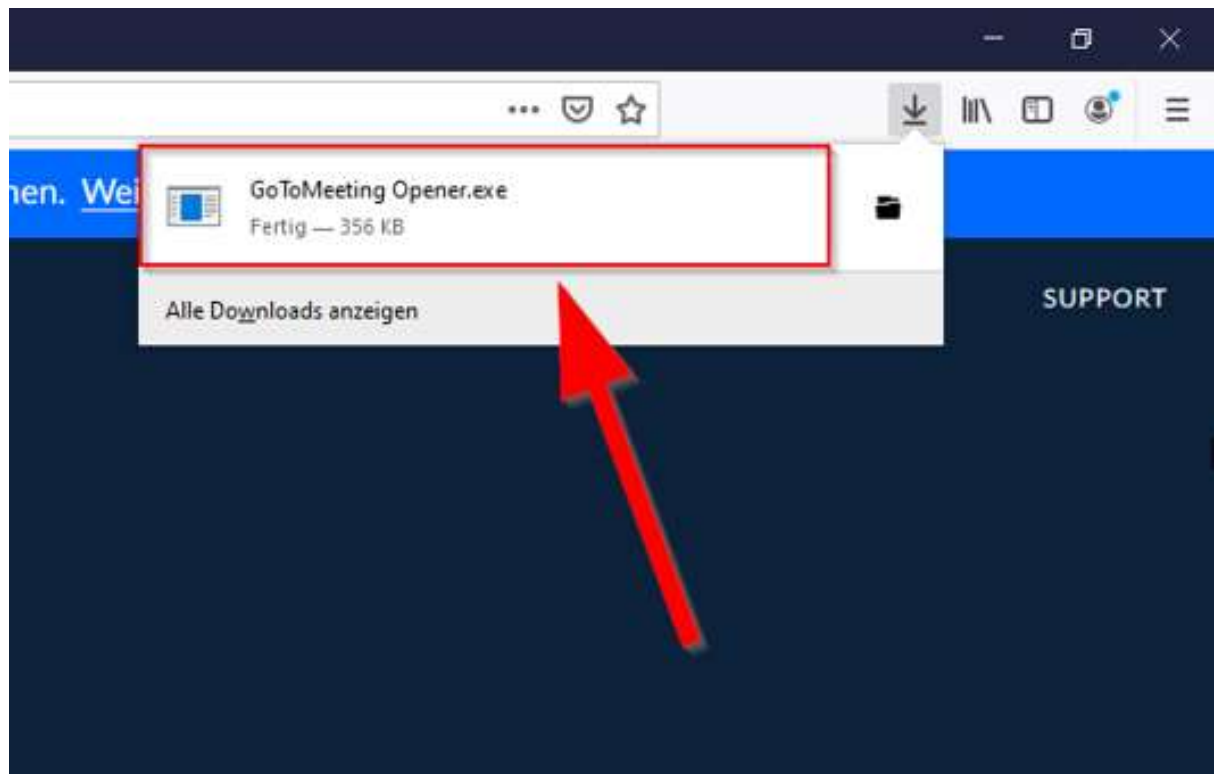 nen. Wei
GoToMeeting Opener.exe
Fertig — 356 KB
Alle Downloads anzeigen
SUPPORT